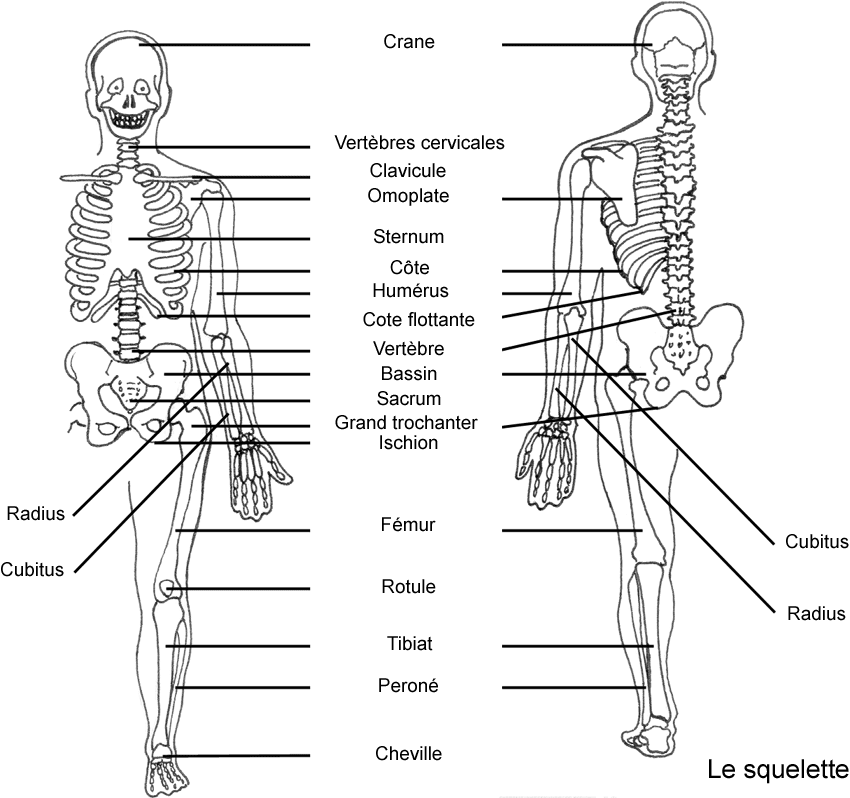 Crane
Vertèbres cervicales
Clavicule
Omoplate
Sternum
Côte
Humérus
Cote flottante
Vertèbre
Bassin
Sacrum
Grand trochanter
Ischion
Radius
Fémur
Cubitus
Cubitus
Rotule
Radius
Tibiat
Peroné
Cheville
Le squelette